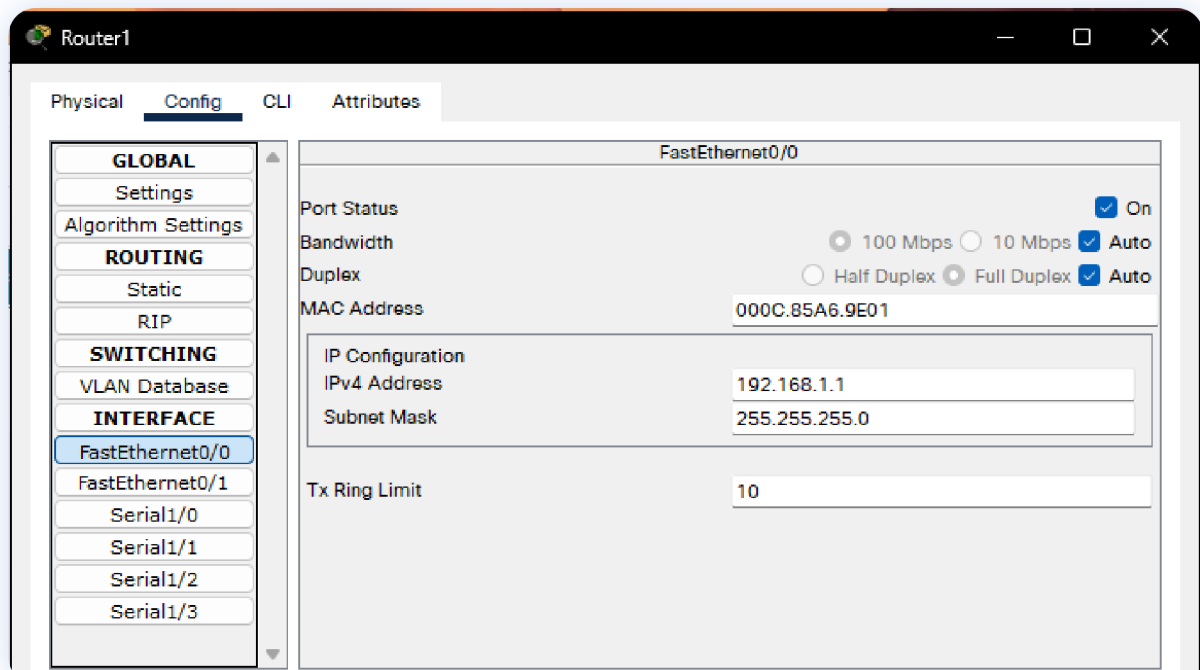 Router1
Physical Config CLI Attributes
GLOBAL
Settings
Algorithm Settings
ROUTING
Static
RIP
SWITCHING
VLAN Database
INTERFACE
FastEthernet0/0
FastEthernet0/1
Serial1/0
Serial1/1
Serial1/2
Serial1/3
FastEthernet0/0
Port Status On
Bandwidth 100 Mbps 10 Mbps Auto
Duplex Half Duplex Full Duplex Auto
MAC Address 000C.85A6.9E01
IP Configuration
IPv4 Address 192.168.1.1
Subnet Mask 255.255.255.0
Tx Ring Limit 10